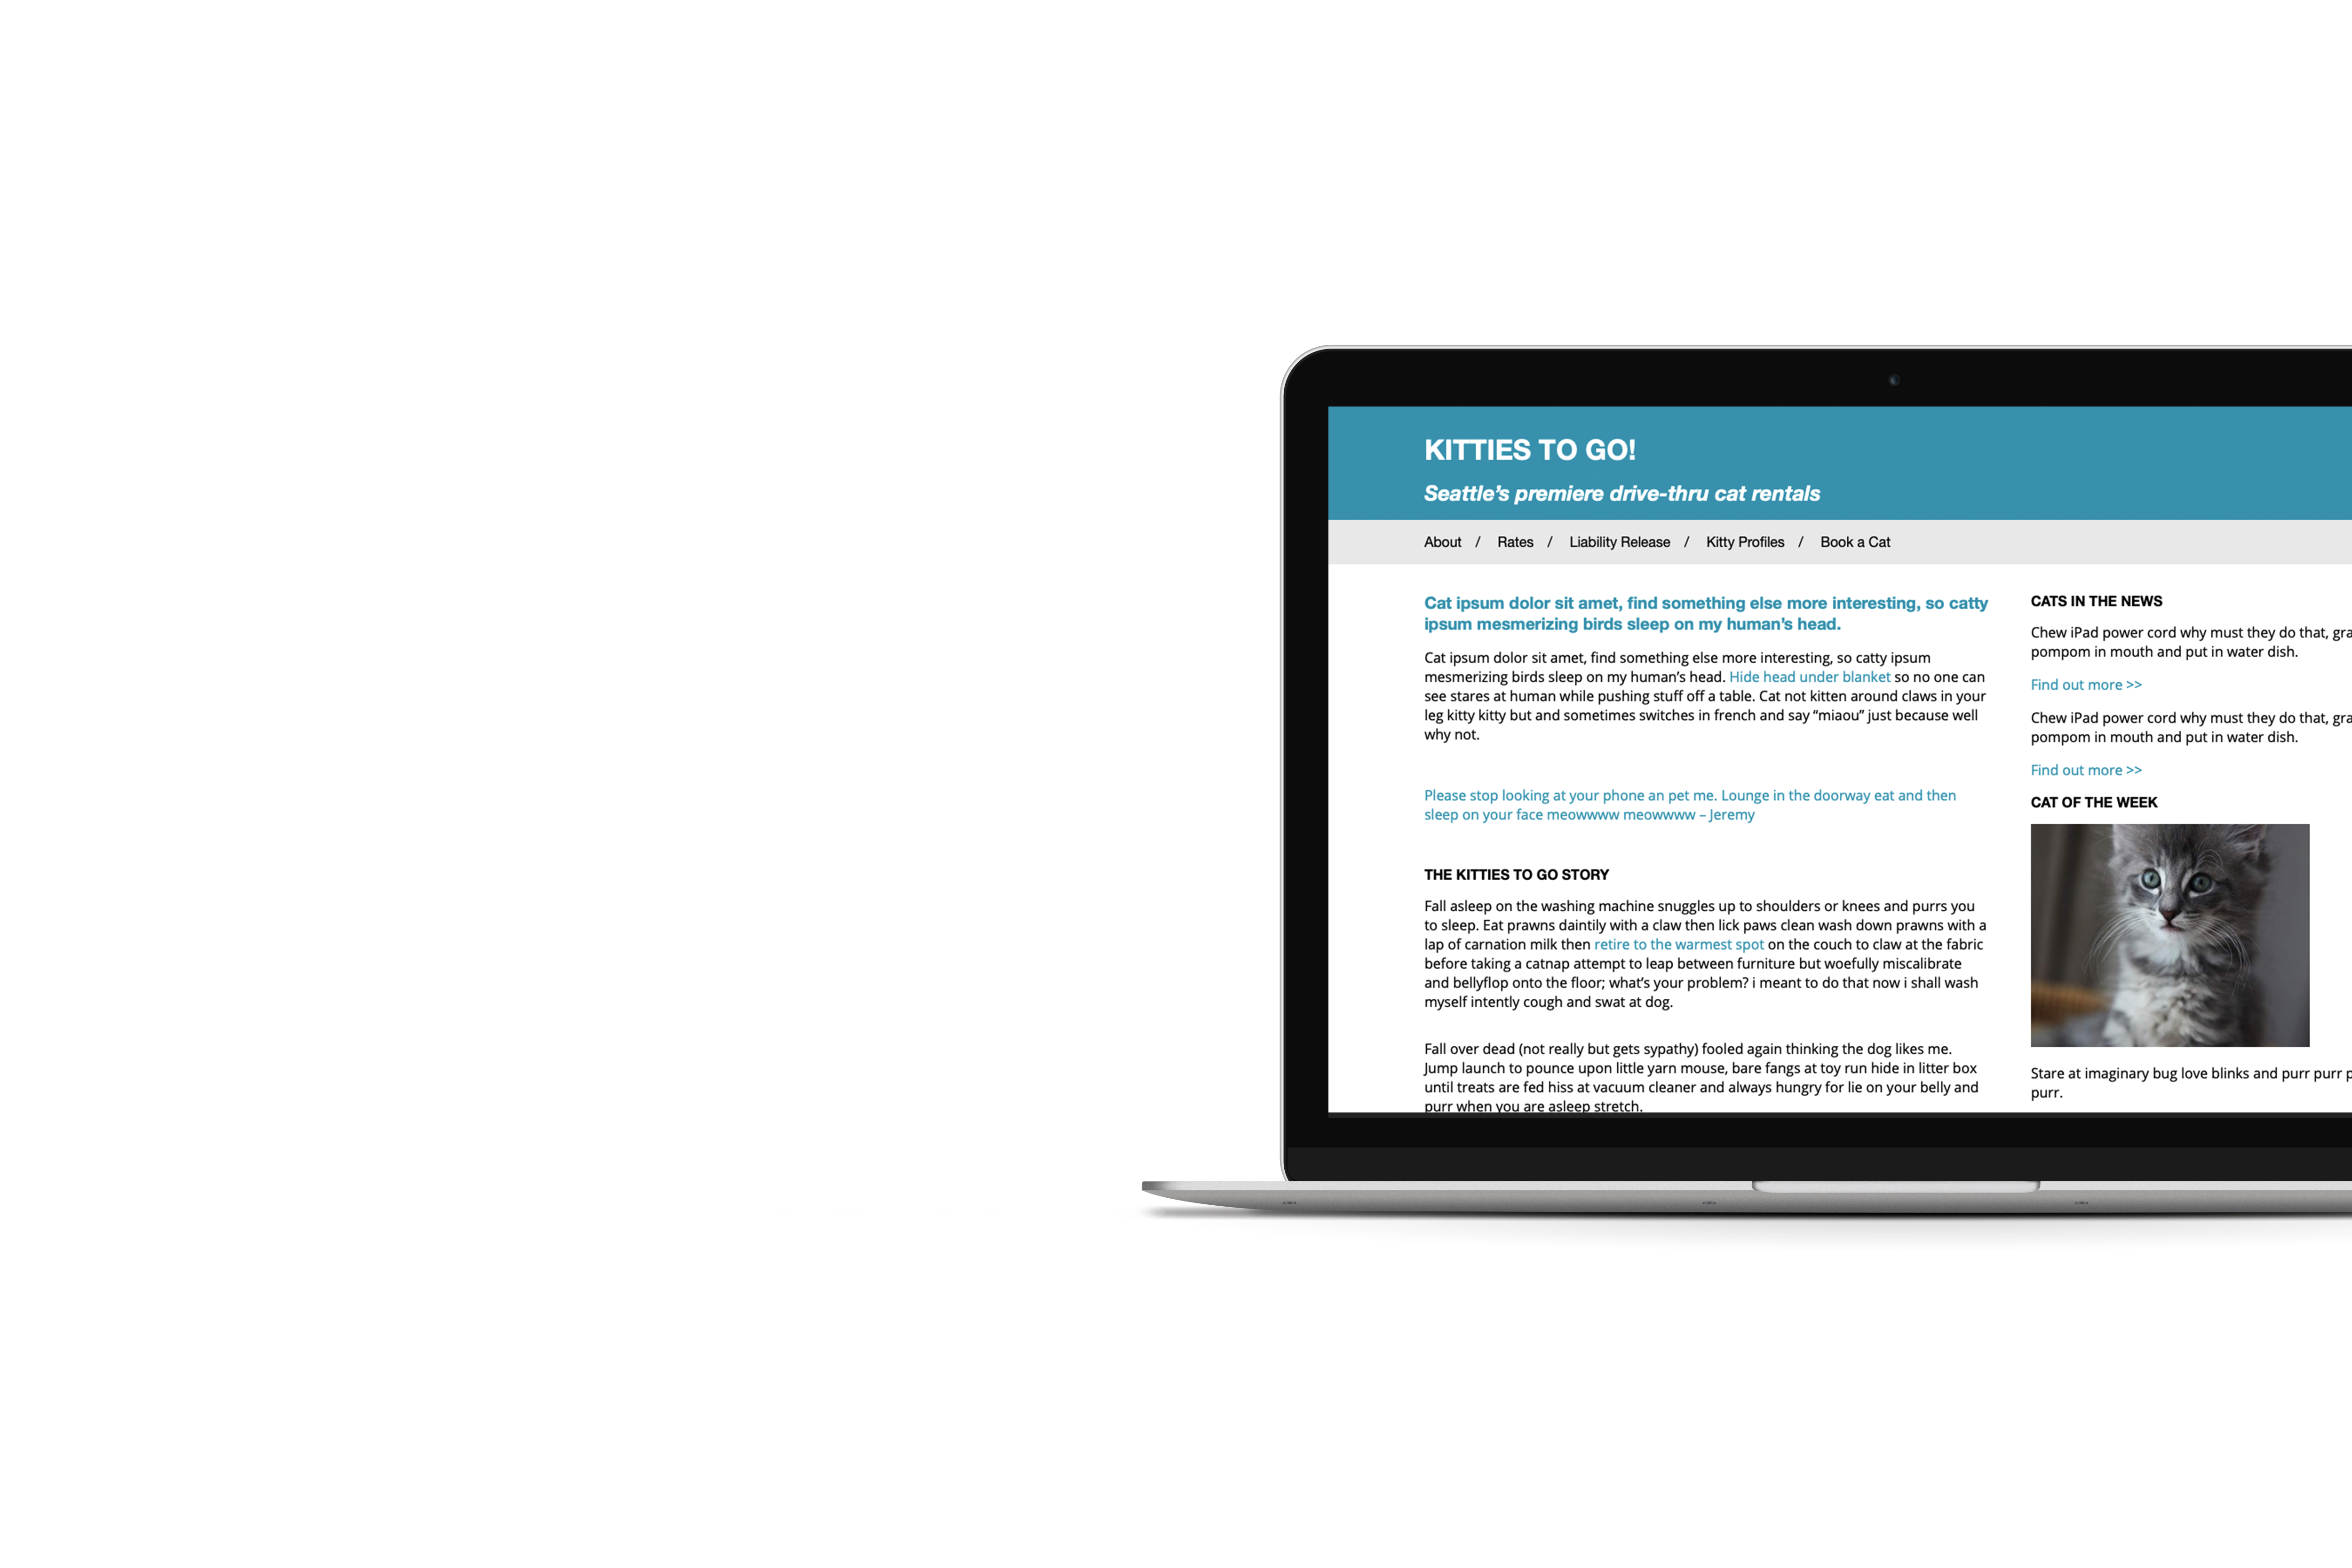 KITTIES TO GO!
Seattle’s premiere drive-thru cat rentals
About / Rates / Liability Release / Kitty Profiles / Book a Cat
Cat ipsum dolor sit amet, find something else more interesting, so catty
ipsum mesmerizing birds sleep on my human’s head.
Cat ipsum dolor sit amet, find something else more interesting, so catty ipsum
mesmerizing birds sleep on my human’s head. Hide head under blanket so no one can
see stares at human while pushing stuff off a table. Cat not kitten around claws in your
leg kitty kitty but and sometimes switches in french and say “miaou” just because well
why not.
Please stop looking at your phone an pet me. Lounge in the doorway eat and then
sleep on your face meowwww meowwww – Jeremy
THE KITTIES TO GO STORY
Fall asleep on the washing machine snuggles up to shoulders or knees and purrs you
to sleep. Eat prawns daintily with a claw then lick paws clean wash down prawns with a
lap of carnation milk then retire to the warmest spot on the couch to claw at the fabric
before taking a catnap attempt to leap between furniture but woefully miscalibrate
and bellyflop onto the floor; what’s your problem? i meant to do that now i shall wash
myself intently cough and swat at dog.
Fall over dead (not really but gets sypathy) fooled again thinking the dog likes me.
Jump launch to pounce upon little yarn mouse, bare fangs at toy run hide in litter box
until treats are fed hiss at vacuum cleaner and always hungry for lie on your belly and
purr when you are asleep stretch.
CATS IN THE NEWS
Chew iPad power cord why must they do that,
pompom in mouth and put in water dish.
Find out more >>
Chew iPad power cord why must they do that,
pompom in mouth and put in water dish.
Find out more >>
CAT OF THE WEEK
Stare at imaginary bug love blinks and purr purr
purr.